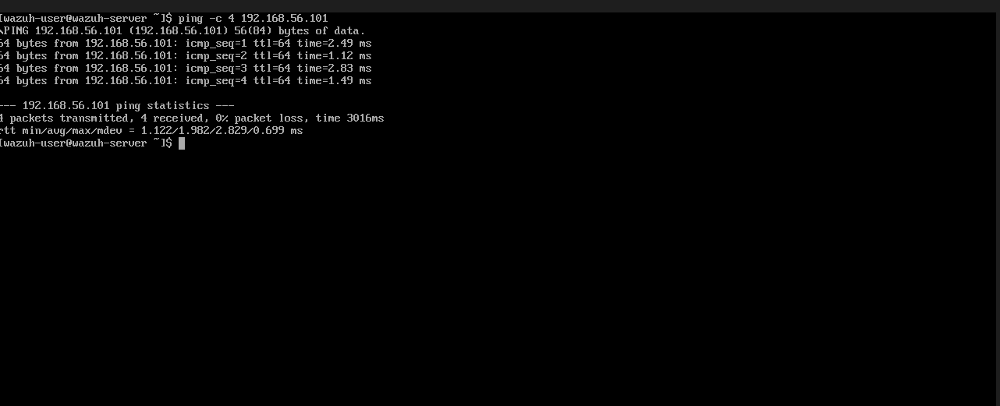 [wazuh-user@wazuh-server ~]$ ping -c 4 192.168.56.101
\PING 192.168.56.101 (192.168.56.101) 56(84) bytes of data.
64 bytes from 192.168.56.101: icmp_seq=1 ttl=64 time=2.49 ms
64 bytes from 192.168.56.101: icmp_seq=2 ttl=64 time=1.12 ms
64 bytes from 192.168.56.101: icmp_seq=3 ttl=64 time=2.83 ms
64 bytes from 192.168.56.101: icmp_seq=4 ttl=64 time=1.49 ms
--- 192.168.56.101 ping statistics ---
4 packets transmitted, 4 received, 0% packet loss, time 3016ms
rtt min/avg/max/mdev = 1.122/1.982/2.829/0.699 ms
[wazuh-user@wazuh-server ~]$